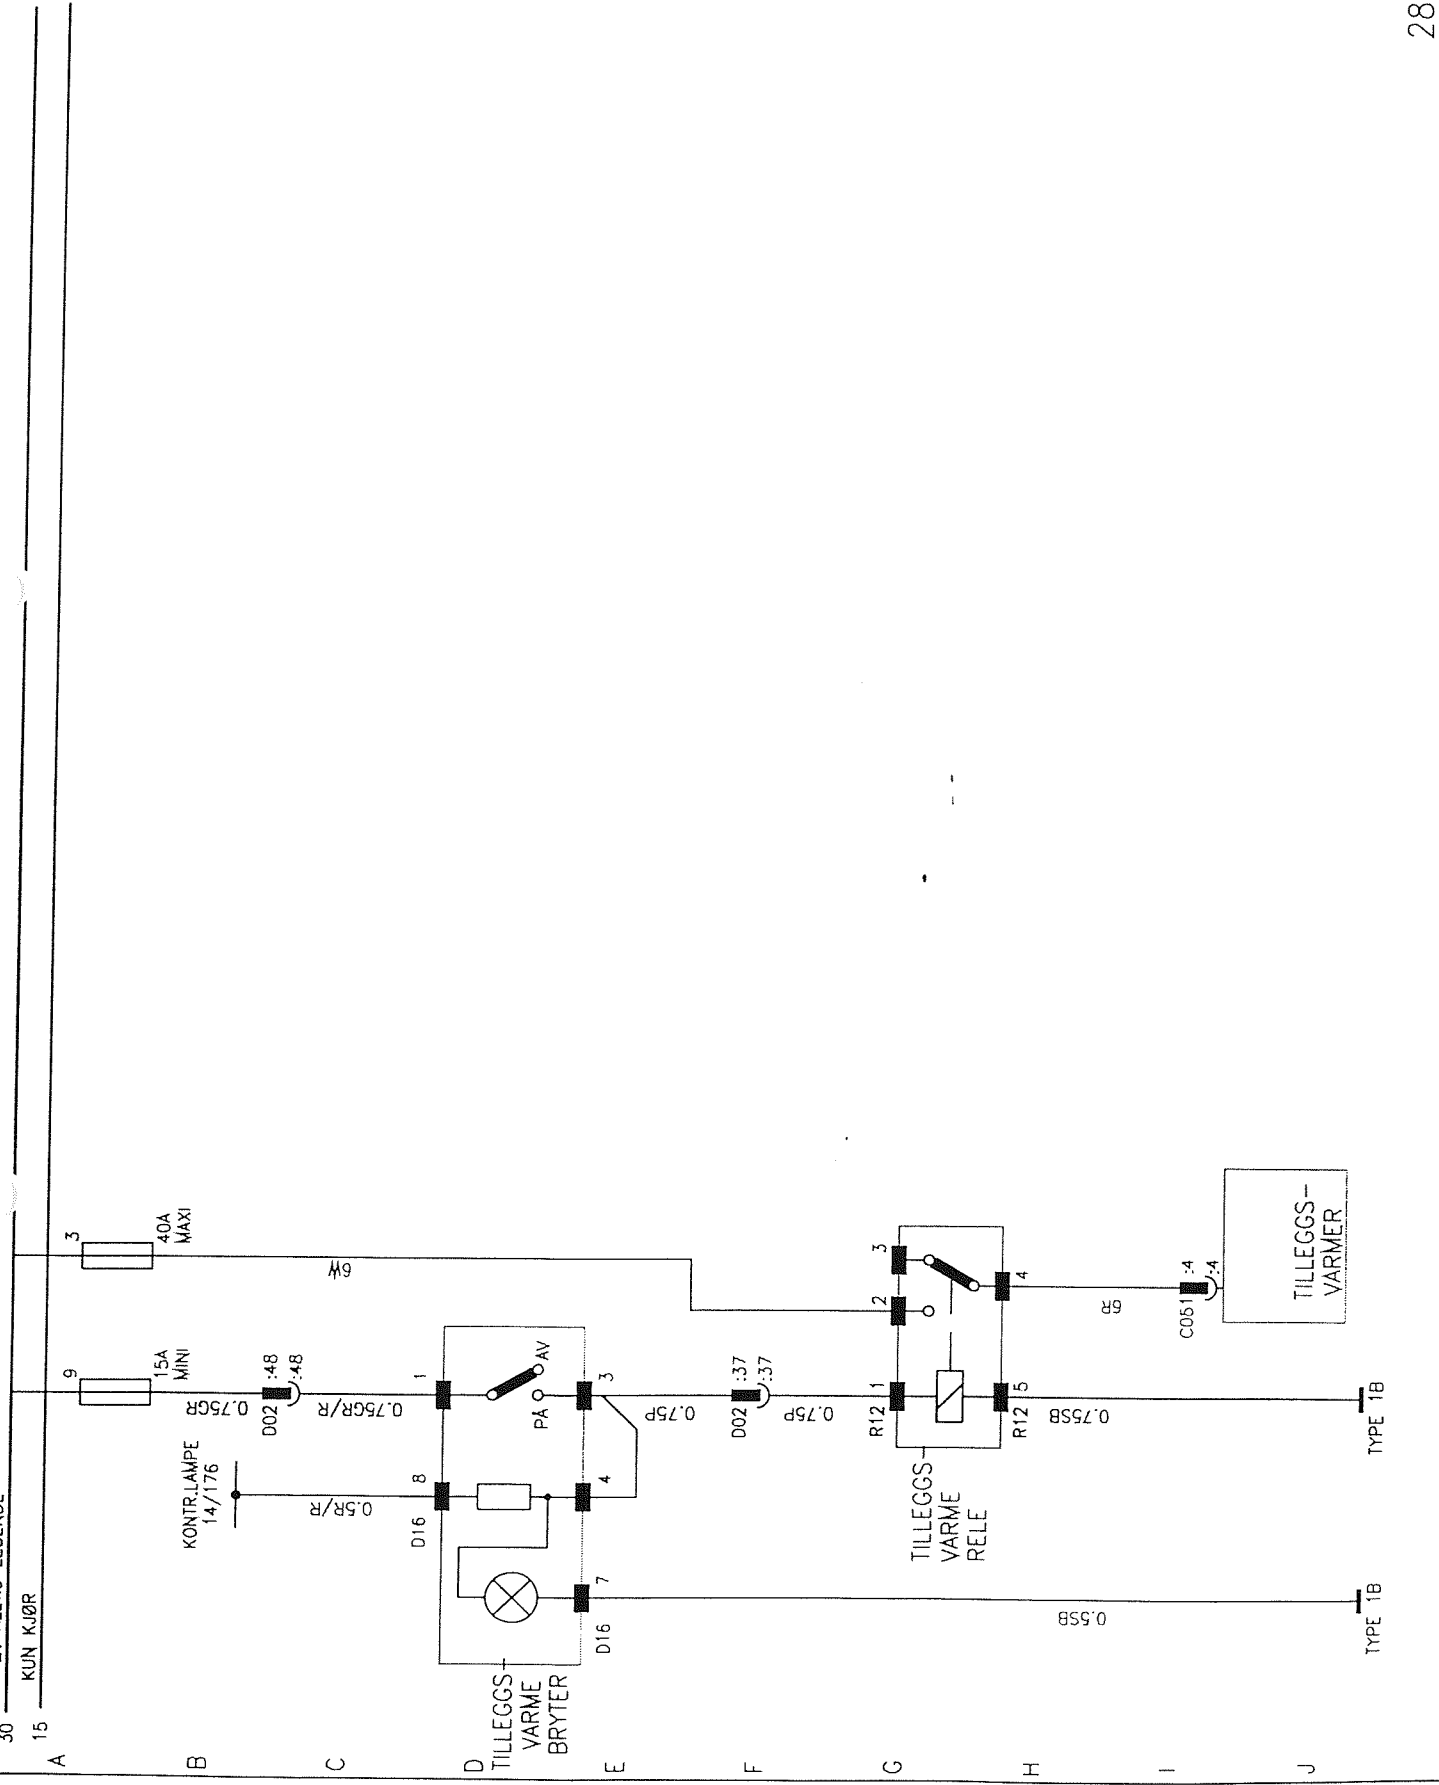 30
KUN KJØR
15
A
9
3
15A
MINI
40A
MAXI
B
KONTR.LAMPE
14/176
0.75GR
D02
:48
:48
C
0.5R/R
0.75GR/R
6W
D16
8
1
D
TILLEGGS-
VARME
BRYTER
PÅ
AV
D16
7
4
3
E
0.75P
F
D02
:37
:37
0.75P
G
R12
1
2
3
TILLEGGS-
VARME
RELE
R12
5
4
H
0.5SB
0.75SB
6R
I
C051
:4
:4
J
TILLEGGS-
VARMER
TYPE 1B
TYPE 1B
28